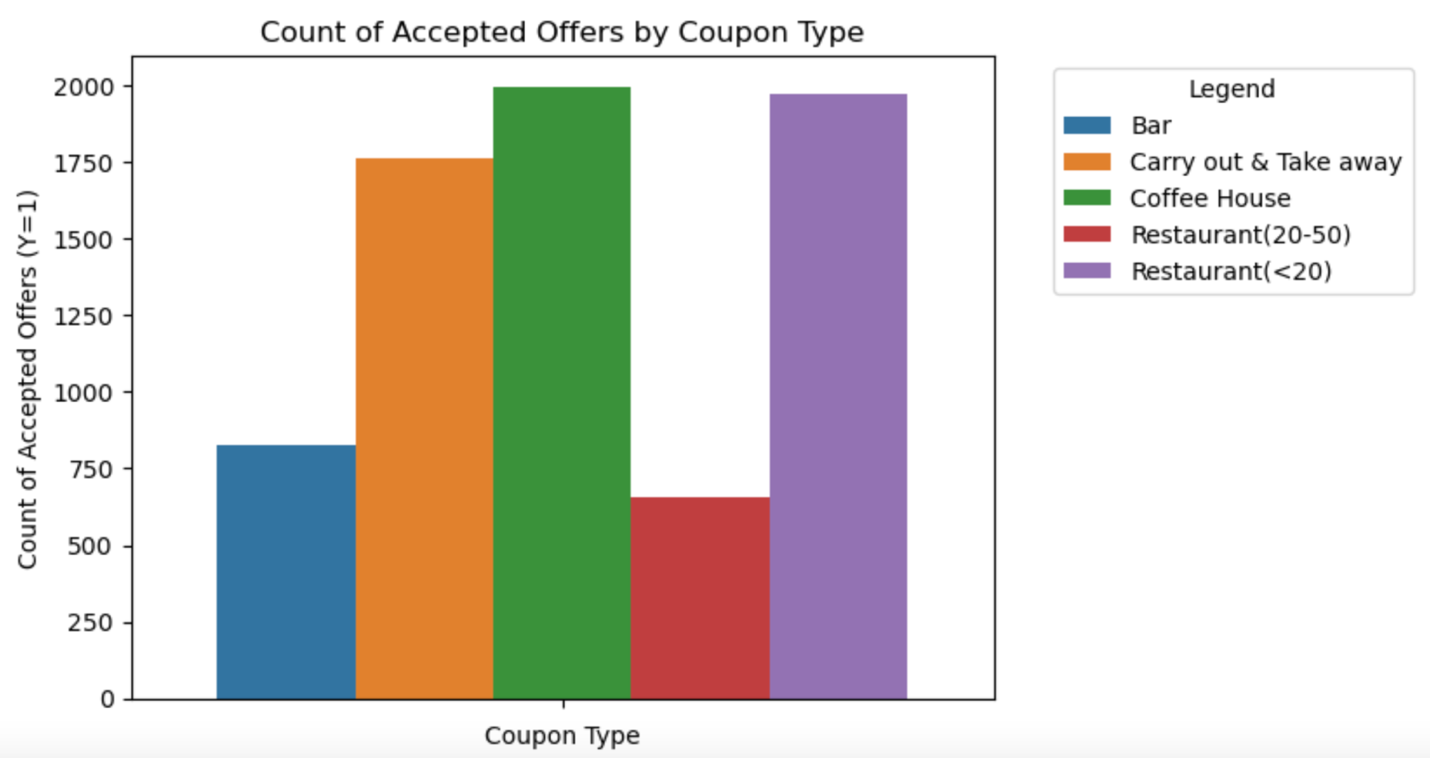 Count of Accepted Offers by Coupon Type
Count of Accepted Offers (Y=1)
2000
1750
1500
1250
1000
750
500
250
0
Coupon Type
Legend
Bar
Carry out & Take away
Coffee House
Restaurant(20-50)
Restaurant(<20)